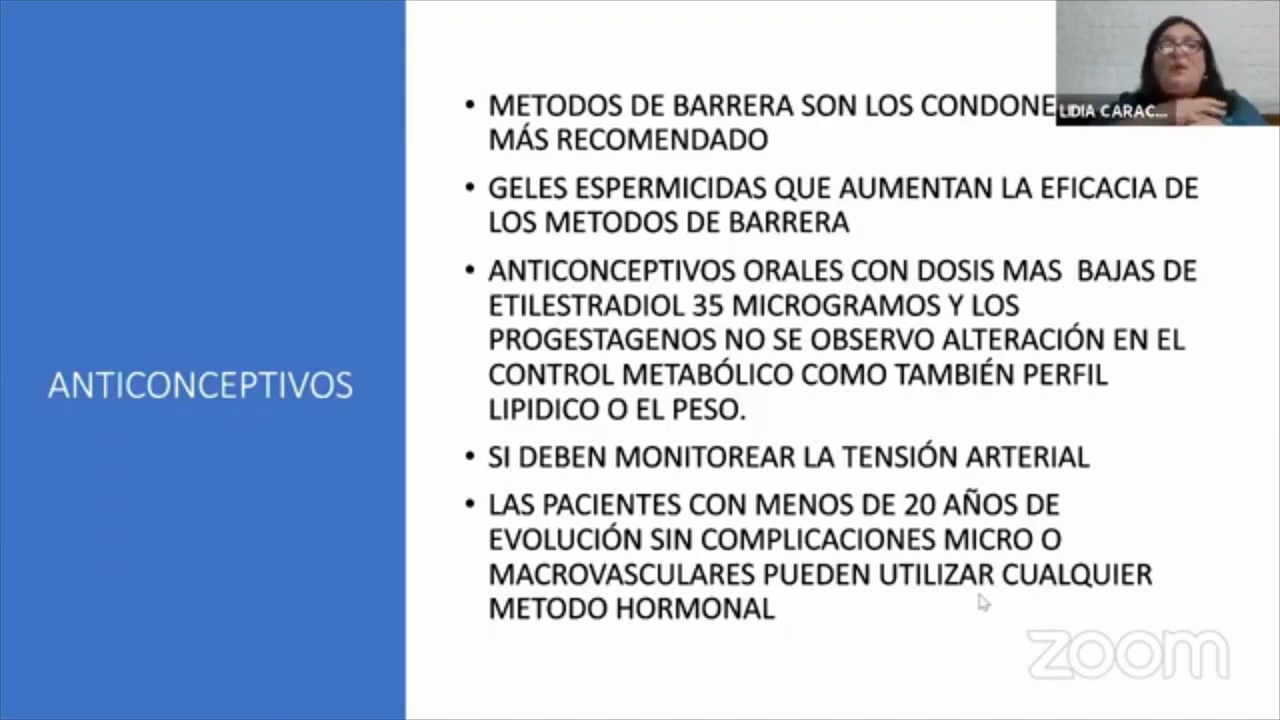 ANTICONCEPTIVOS
• METODOS DE BARRERA SON LOS CONDONE
MÁS RECOMENDADO
• GELES ESPERMICIDAS QUE AUMENTAN LA EFICACIA DE
LOS METODOS DE BARRERA
• ANTICONCEPTIVOS ORALES CON DOSIS MAS BAJAS DE
ETILESTRADIOL 35 MICROGRAMOS Y LOS
PROGESTAGENOS NO SE OBSERVO ALTERACIÓN EN EL
CONTROL METABÓLICO COMO TAMBIÉN PERFIL
LIPIDICO O EL PESO.
• SI DEBEN MONITOREAR LA TENSIÓN ARTERIAL
• LAS PACIENTES CON MENOS DE 20 AÑOS DE
EVOLUCIÓN SIN COMPLICACIONES MICRO O
MACROVASCULARES PUEDEN UTILIZAR CUALQUIER
METODO HORMONAL
LIDIA CARAC...
zoom